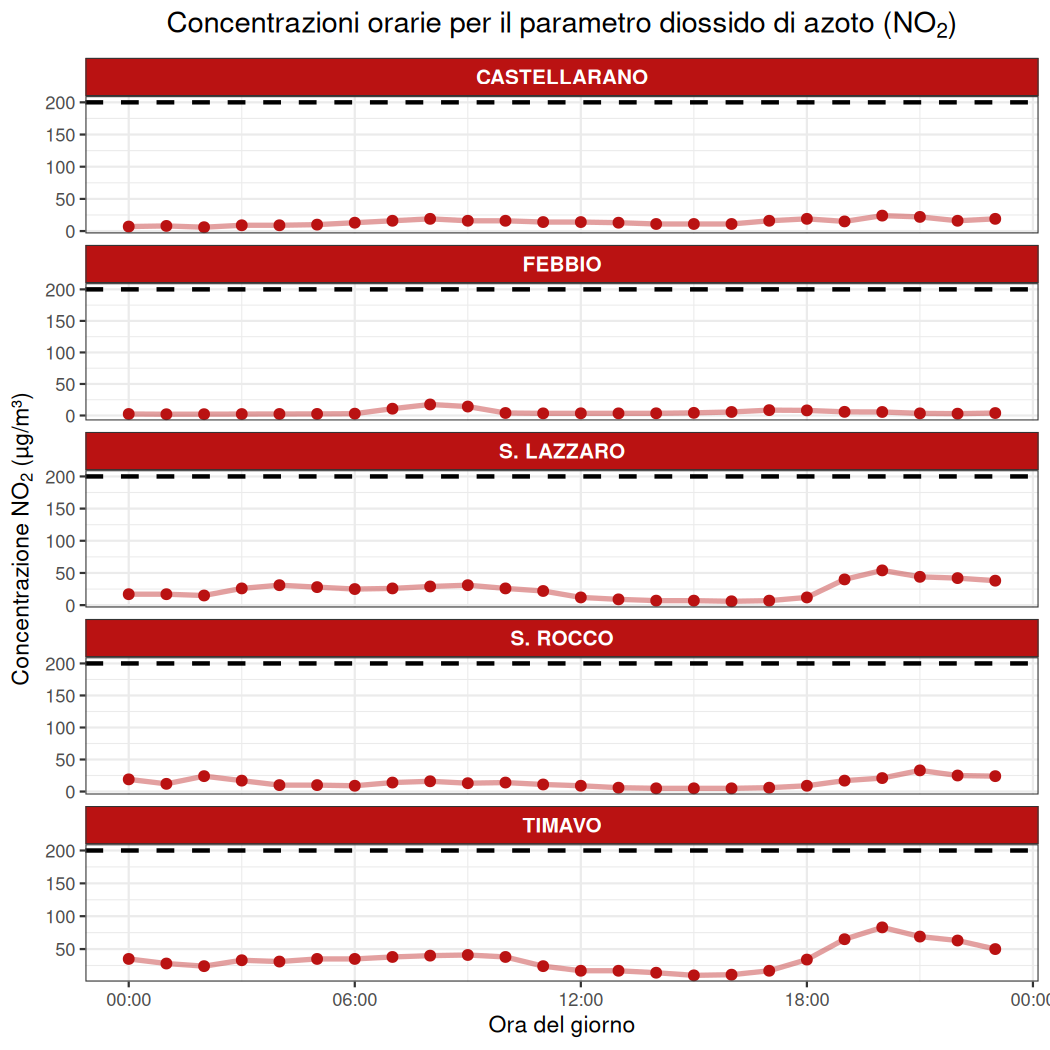 Concentrazioni orarie per il parametro diossido di azoto (NO₂)
Concentrazione NO₂ (µg/m³)
CASTELLARANO
200
150
100
50
0
FEBBIO
200
150
100
50
0
S. LAZZARO
200
150
100
50
0
S. ROCCO
200
150
100
50
0
TIMAVO
200
150
100
50
00:00 06:00 12:00 18:00 00:0
Ora del giorno